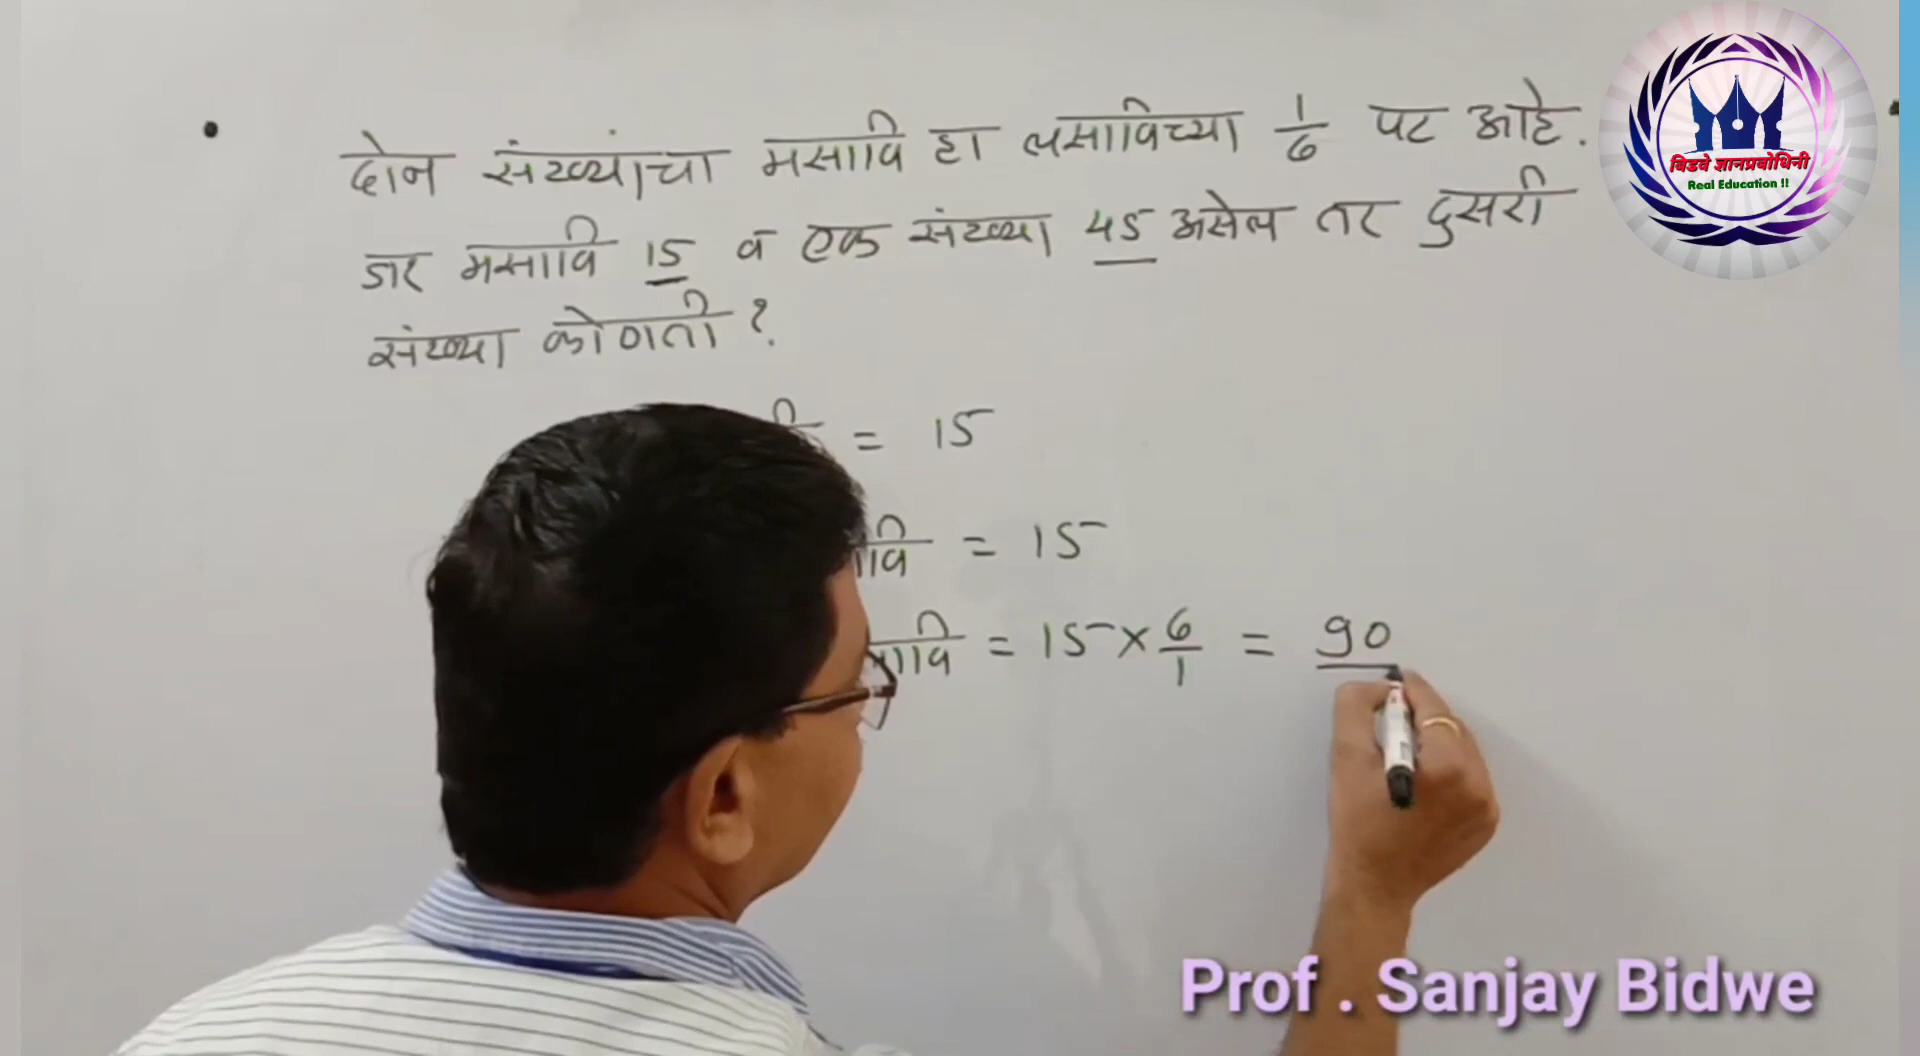 दोन संख्यांचा मसावि हा लसाविच्या 1/6 पट आहे.
जर मसावि 15 व एक संख्या 45 असेल तर दुसरी
संख्या कोणती?
= 15
= 15
= 15 × 6/1 = 90
बिडवे ज्ञानप्रबोधिनी
Real Education !!
Prof . Sanjay Bidwe